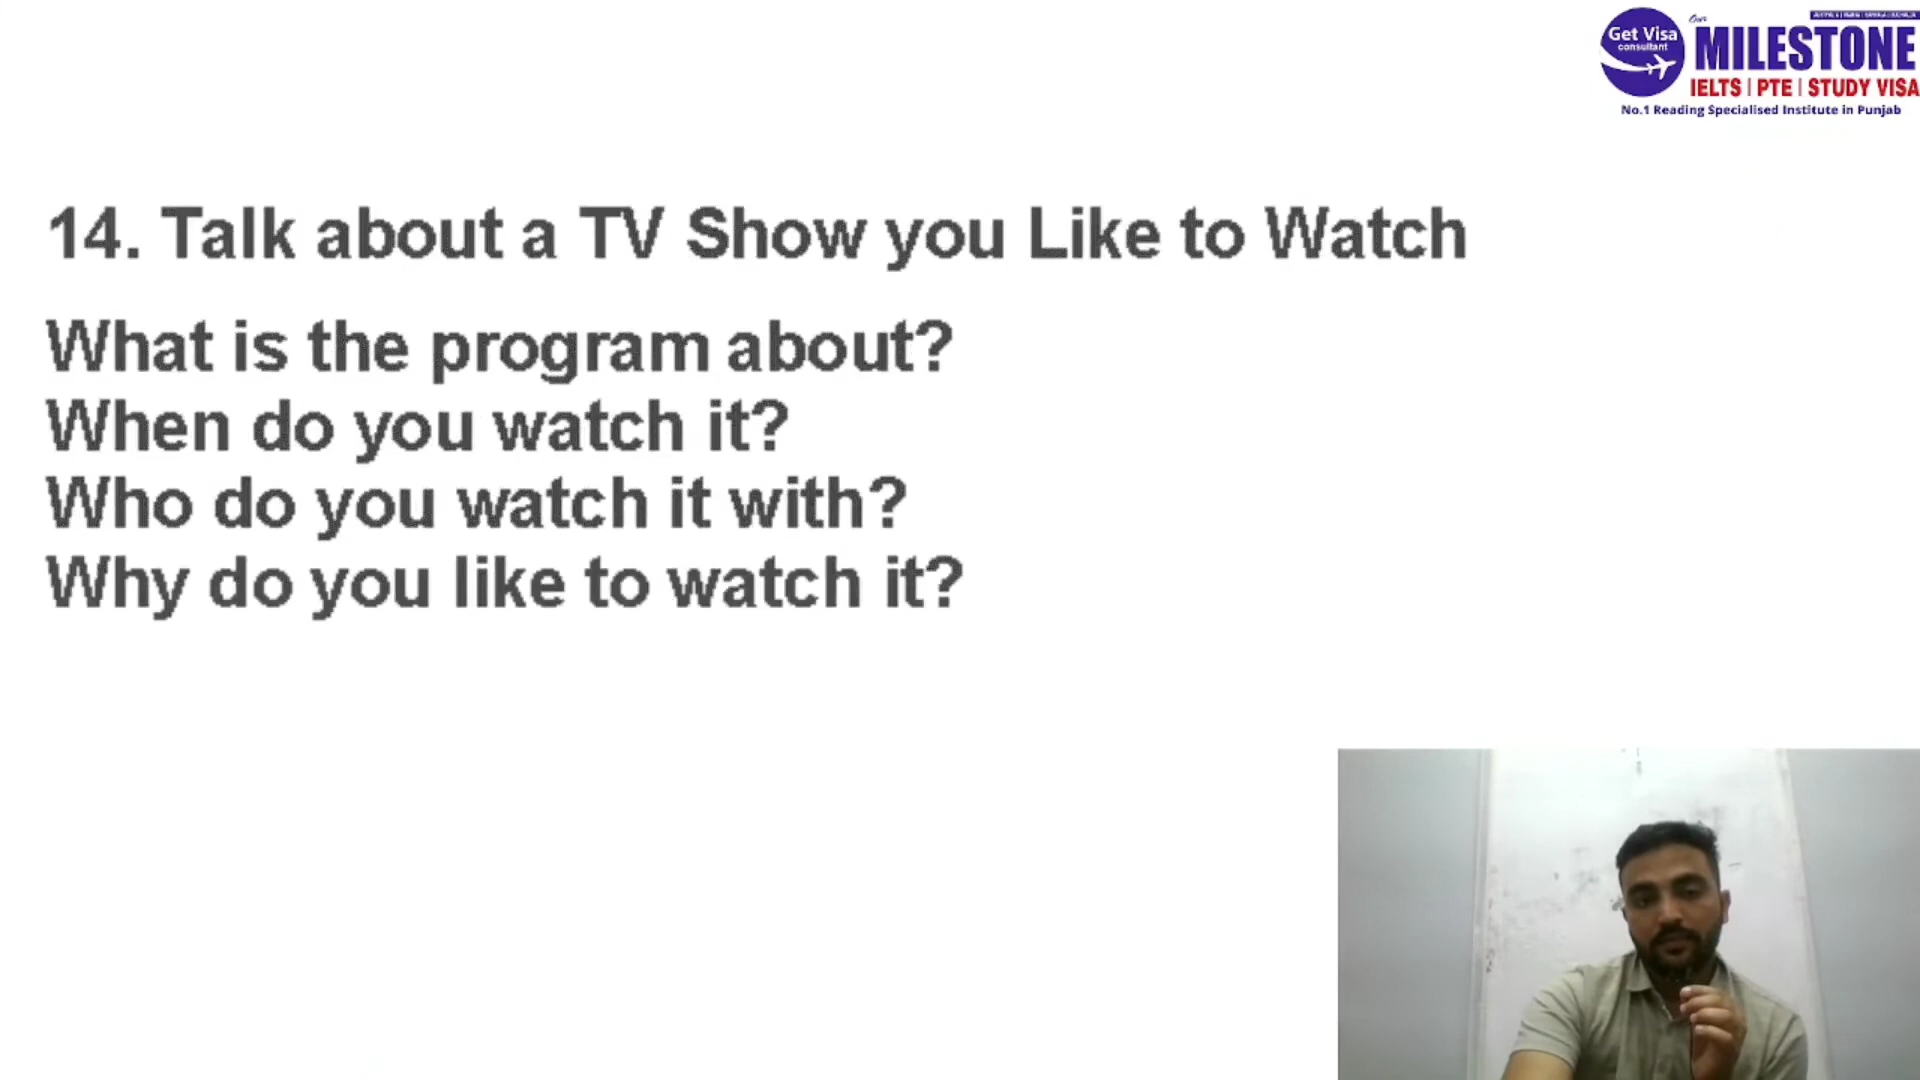 Get Visa
consultant
Our
MILESTONE
IELTS | PTE | STUDY VISA
No.1 Reading Specialised Institute in Punjab
14. Talk about a TV Show you Like to Watch
What is the program about?
When do you watch it?
Who do you watch it with?
Why do you like to watch it?